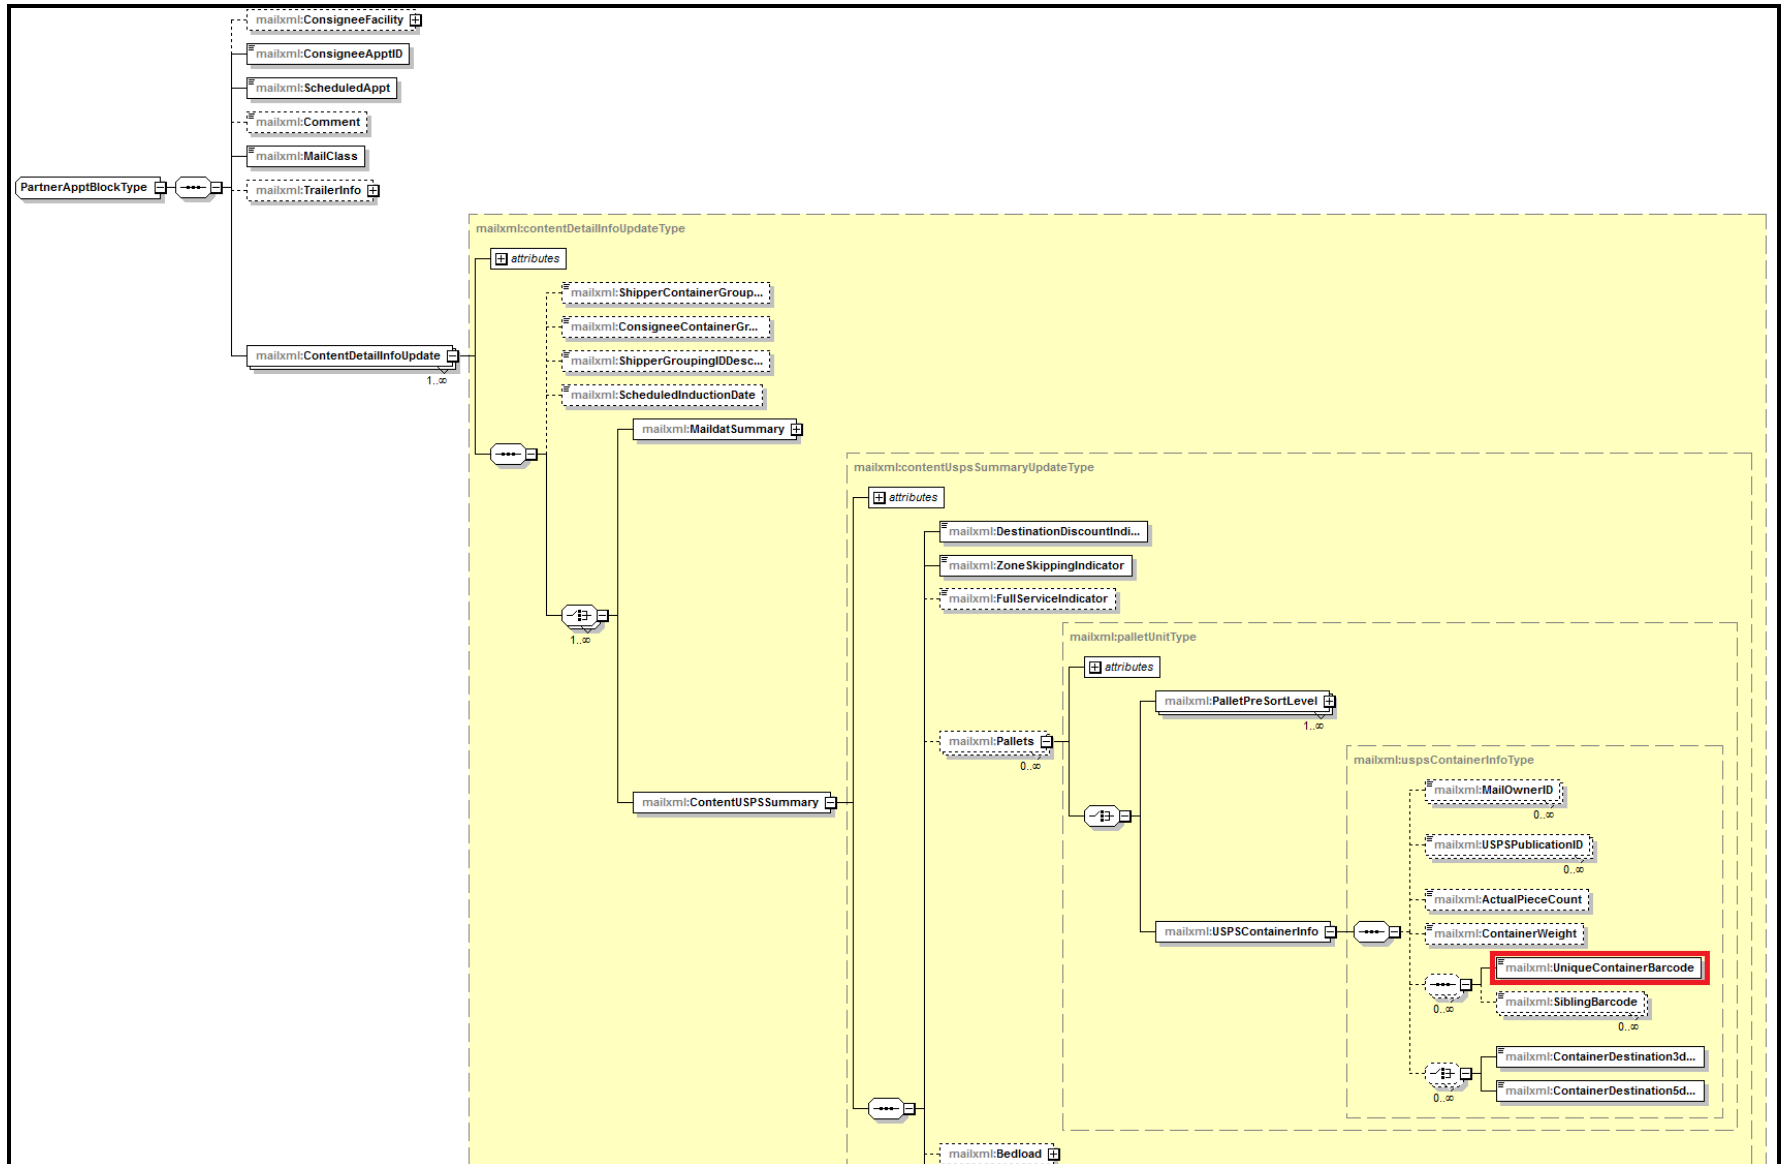 mailxml:ConsigneeFacility
mailxml:ConsigneeApptID
mailxml:ScheduledAppt
mailxml:Comment
mailxml:MailClass
PartnerApptBlockType
mailxml:TrailerInfo
mailxml:contentDetailInfoUpdateType
attributes
mailxml:ShipperContainerGroup...
mailxml:ConsigneeContainerGr...
mailxml:ContentDetailInfoUpdate
1..∞
mailxml:ShipperGroupingIDDesc...
mailxml:ScheduledInductionDate
mailxml:MaildatSummary
mailxml:contentUspsSummaryUpdateType
attributes
mailxml:DestinationDiscountIndi...
mailxml:ZoneSkippingIndicator
mailxml:FullServiceIndicator
1..∞
mailxml:palletUnitType
attributes
mailxml:PalletPreSortLevel
1..∞
mailxml:Pallets
0..∞
mailxml:uspsContainerInfoType
mailxml:MailOwnerID
0..∞
mailxml:ContentUSPSSummary
mailxml:USPSPublicationID
0..∞
mailxml:ActualPieceCount
mailxml:USPSContainerInfo
mailxml:ContainerWeight
mailxml:UniqueContainerBarcode
0..∞
mailxml:SiblingBarcode
0..∞
mailxml:ContainerDestination3d...
0..∞
mailxml:ContainerDestination5d...
mailxml:Bedload